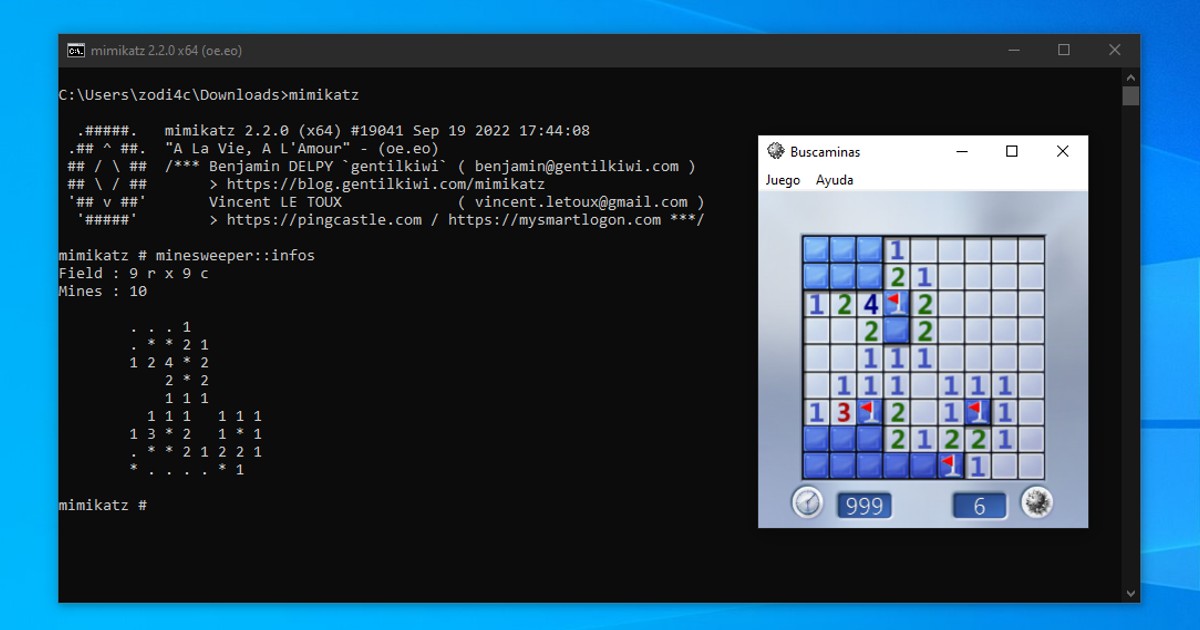 mimikatz 2.2.0 x64 (oe.eo)
C:\Users\zodi4c\Downloads>mimikatz
.#####.   mimikatz 2.2.0 (x64) #19041 Sep 19 2022 17:44:08
.## ^ ##.  "A La Vie, A L'Amour" - (oe.eo)
## / \ ##  /*** Benjamin DELPY `gentilkiwi` ( benjamin@gentilkiwi.com )
## \ / ##       > https://blog.gentilkiwi.com/mimikatz
'## v ##'       Vincent LE TOUX             ( vincent.letoux@gmail.com )
'#####'        > https://pingcastle.com / https://mysmartlogon.com ***/
mimikatz # minesweeper::infos
Field : 9 r x 9 c
Mines : 10
. . . 1
. * * 2 1
1 2 4 * 2
2 * 2
1 1 1
1 1 1   1 1 1
1 3 * 2   1 * 1
. * * 2 1 2 2 1
* . . . . * 1
mimikatz #
Buscaminas
Juego Ayuda
1
2 1
1 2 4 2
2 2
1 1 1
1 1 1 1 1 1
1 3 2 1 1
2 1 2 2 1
1
999 6